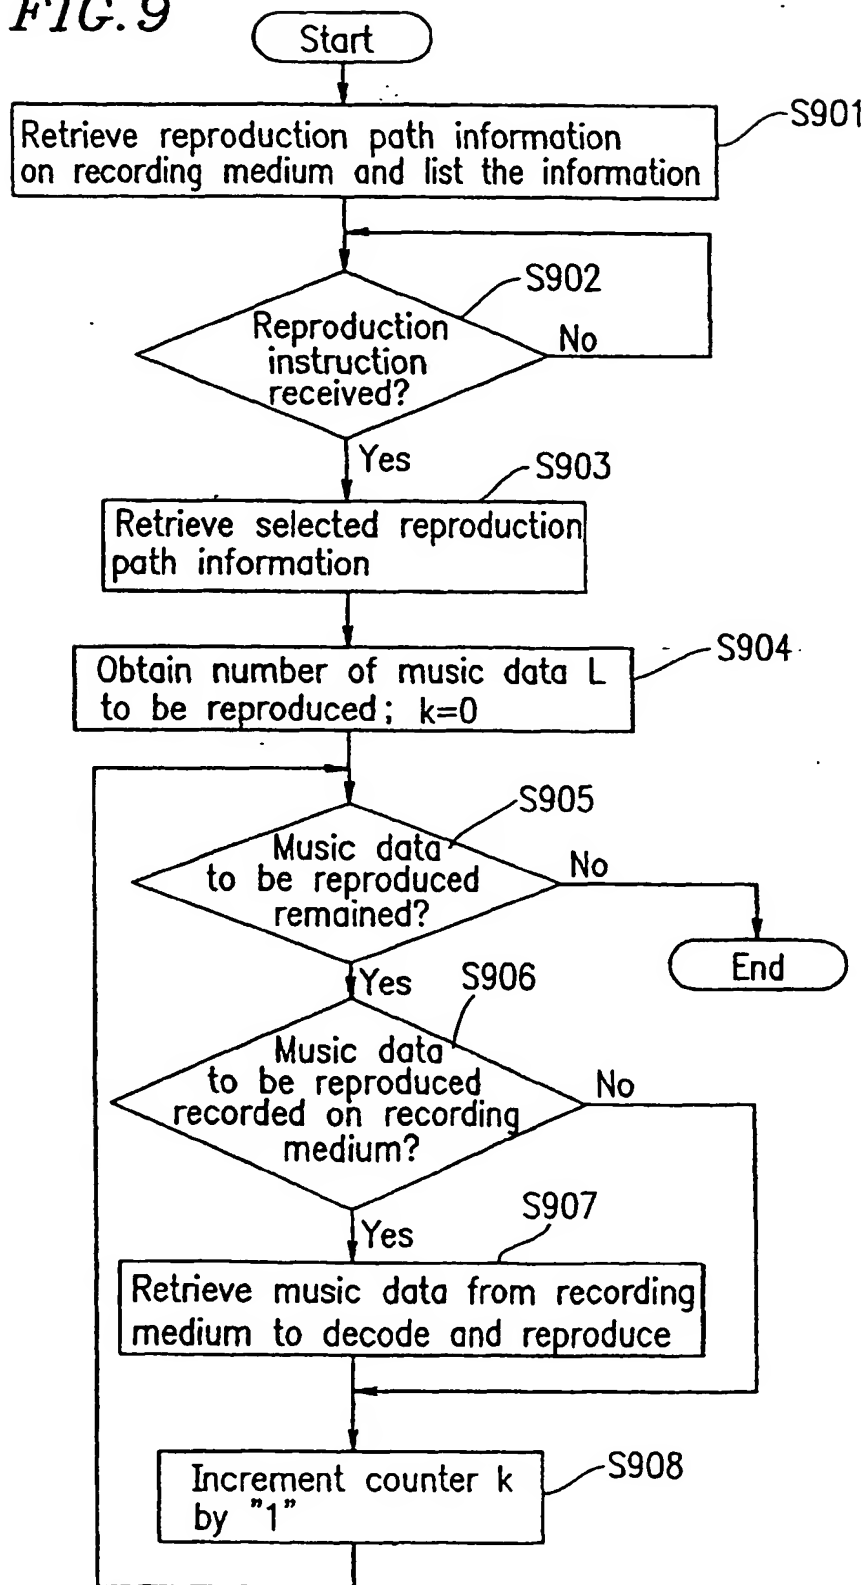 FIG. 9
Start
S901
Retrieve reproduction path information
on recording medium and list the information
S902
Reproduction
instruction
received?
No
Yes
S903
Retrieve selected reproduction
path information
S904
Obtain number of music data L
to be reproduced; k=0
S905
Music data
to be reproduced
remained?
No
End
Yes
S906
Music data
to be reproduced
recorded on recording
medium?
No
Yes
S907
Retrieve music data from recording
medium to decode and reproduce
Increment counter k
by "1"
S908